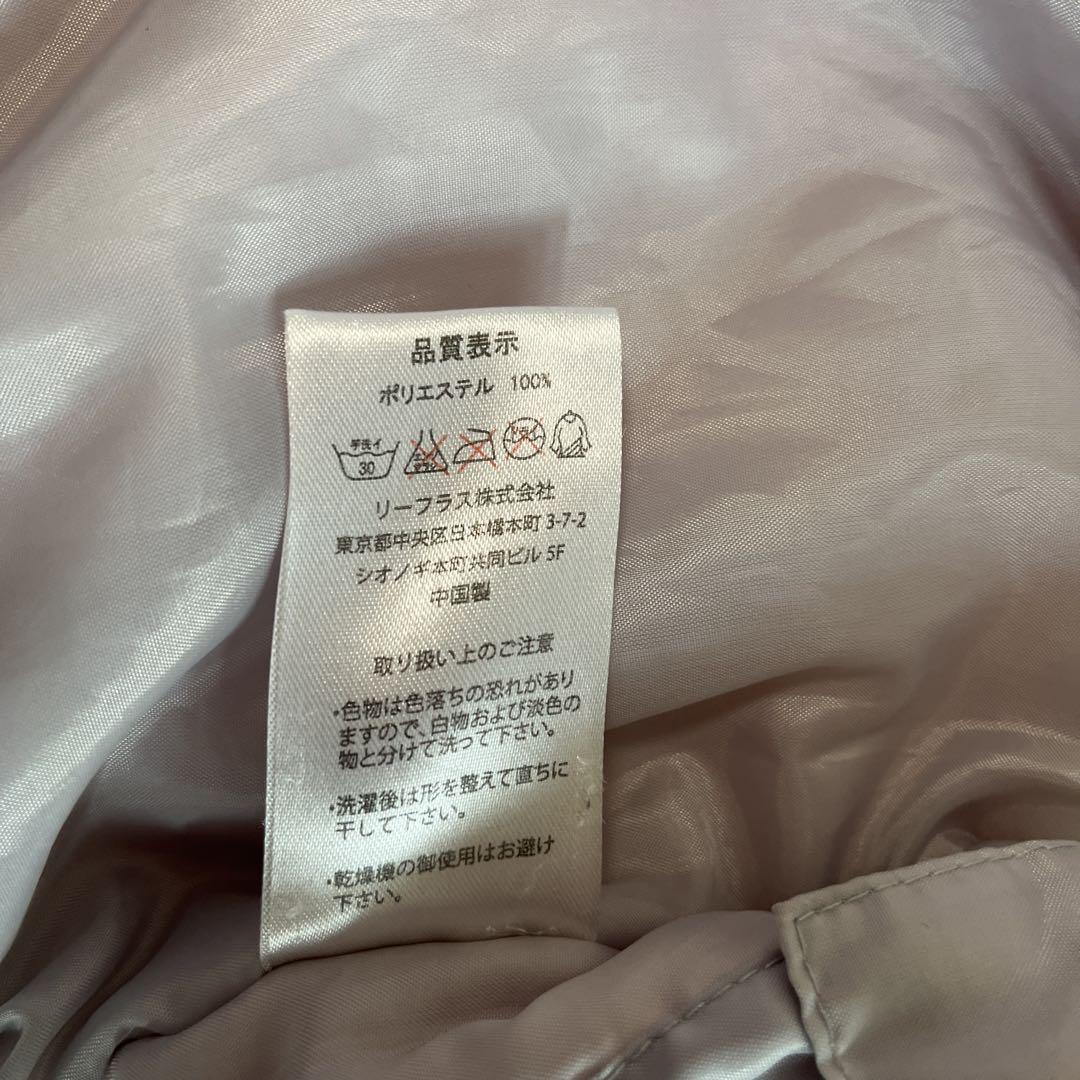 品質表示
ポリエステル 100%
手洗イ
30
リーフラス株式会社
東京都中央区日本橋本町 3-7-2
シオノギ本町共同ビル 5F
中国製
取り扱い上のご注意
・色物は色落ちの恐れがあり
ますので、白物および淡色の
物と分けて洗って下さい。
・洗濯後は形を整えて直ちに
干して下さい。
・乾燥機の御使用はお避け
下さい。